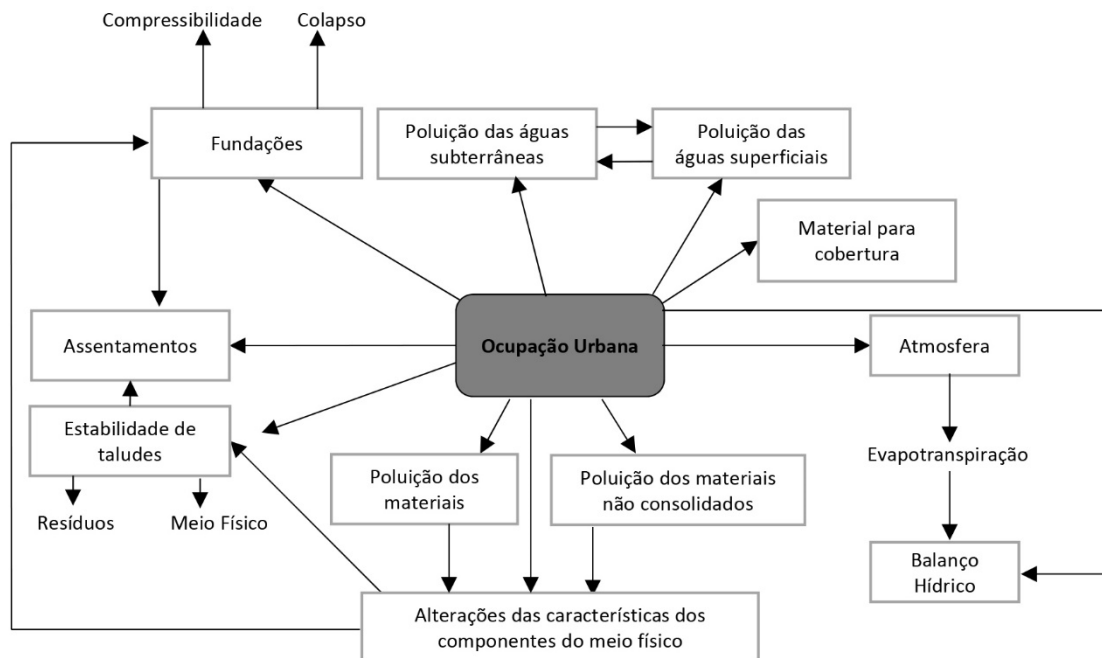 Compressibilidade
Colapso
Fundações
Poluição das águas
subterrâneas
Poluição das
águas superficiais
Material para
cobertura
Assentamentos
Ocupação Urbana
Atmosfera
Estabilidade de
taludes
Evapotranspiração
Poluição dos
materiais
Poluição dos materiais
não consolidados
Resíduos
Meio Físico
Balanço
Hídrico
Alterações das características dos
componentes do meio físico